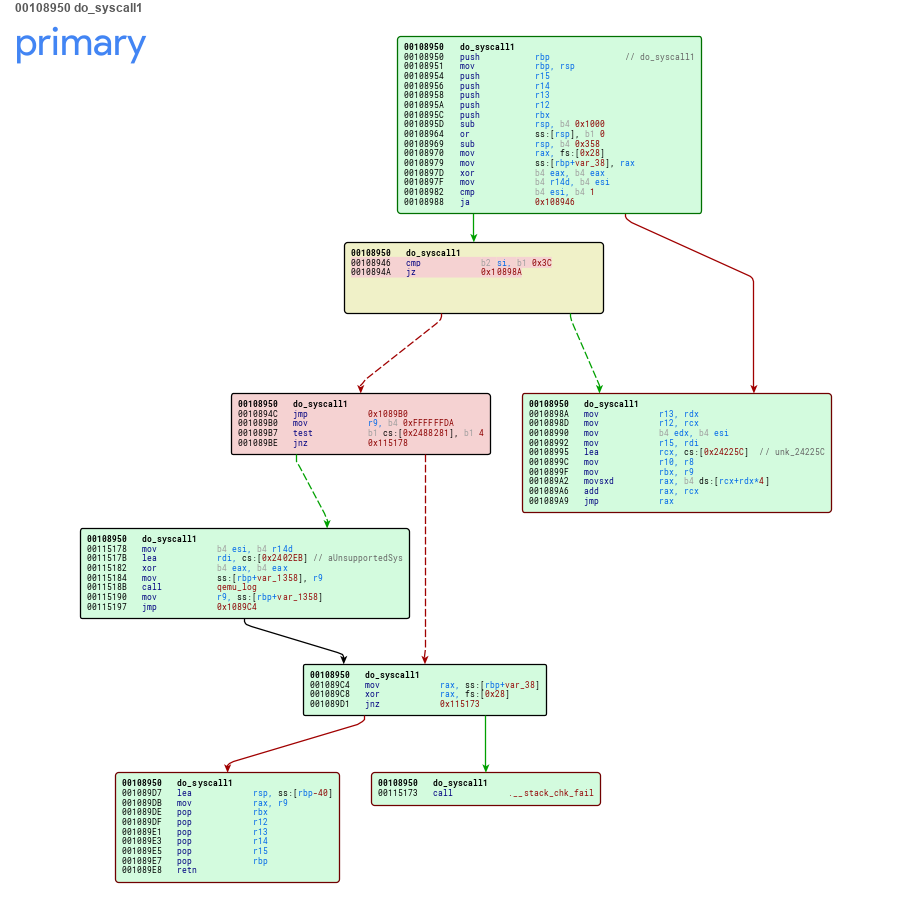 00108950 do_syscall1
primary
00108950 do_syscall1
00108950 push rbp // do_syscall1
00108951 mov rbp, rsp
00108954 push r15
00108956 push r14
00108958 push r13
0010895A push r12
0010895C push rbx
0010895D sub rsp, b4 0x1000
00108964 or ss:[rsp], b1 0
00108969 sub rsp, b4 0x358
00108970 mov rax, fs:[0x28]
00108979 mov ss:[rbp+var_38], rax
0010897D xor b4 eax, b4 eax
0010897F mov b4 r14d, b4 esi
00108982 cmp b4 esi, b4 1
00108988 ja 0x108946
00108950 do_syscall1
00108946 cmp b2 si, b1 0x3C
0010894A jz 0x10898A
00108950 do_syscall1
0010894C jmp 0x1089B0
001089B0 mov r9, b4 0xFFFFFFDA
001089B7 test b1 cs:[0x2488281], b1 4
001089BE jnz 0x115178
00108950 do_syscall1
0010898A mov r13, rdx
0010898D mov r12, rcx
00108990 mov b4 edx, b4 esi
00108992 mov r15, rdi
00108995 lea rcx, cs:[0x24225C] // unk_24225C
0010899C mov r10, r8
0010899F mov rbx, r9
001089A2 movsxd rax, b4 ds:[rcx+rdx*4]
001089A6 add rax, rcx
001089A9 jmp rax
00108950 do_syscall1
00115178 mov b4 esi, b4 r14d
0011517B lea rdi, cs:[0x2402EB] // aUnsupportedSys
00115182 xor b4 eax, b4 eax
00115184 mov ss:[rbp+var_1358], r9
0011518B call qemu_log
00115190 mov r9, ss:[rbp+var_1358]
00115197 jmp 0x1089C4
00108950 do_syscall1
001089C4 mov rax, ss:[rbp+var_38]
001089C8 xor rax, fs:[0x28]
001089D1 jnz 0x115173
00108950 do_syscall1
001089D7 lea rsp, ss:[rbp-40]
001089DB mov rax, r9
001089DE pop rbx
001089DF pop r12
001089E1 pop r13
001089E3 pop r14
001089E5 pop r15
001089E7 pop rbp
001089E8 retn
00108950 do_syscall1
00115173 call .__stack_chk_fail